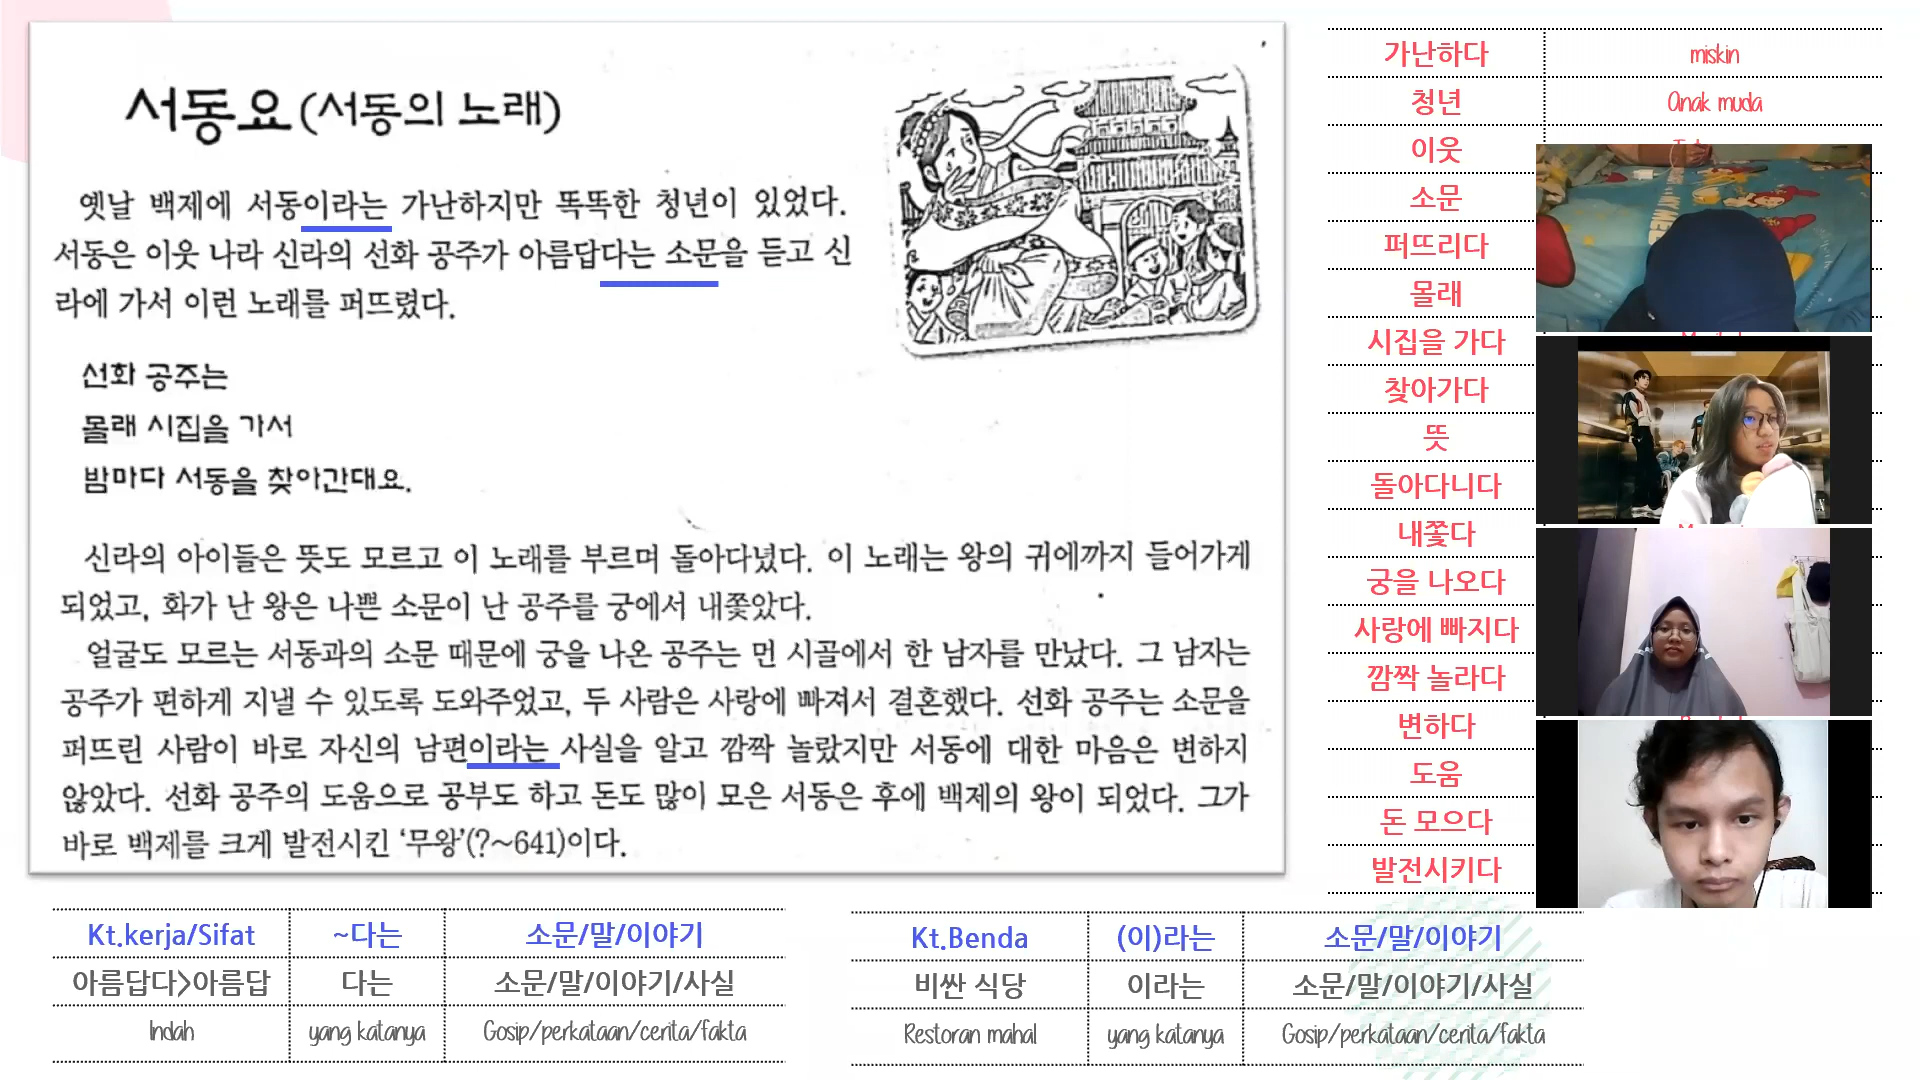 서동요(서동의 노래)
옛날 백제에 서동이라는 가난하지만 똑똑한 청년이 있었다.
서동은 이웃 나라 신라의 선화 공주가 아름답다는 소문을 듣고 신
라에 가서 이런 노래를 퍼뜨렸다.
선화 공주는
몰래 시집을 가서
밤마다 서동을 찾아간대요.
신라의 아이들은 뜻도 모르고 이 노래를 부르며 돌아다녔다. 이 노래는 왕의 귀에까지 들어가게
되었고, 화가 난 왕은 나쁜 소문이 난 공주를 궁에서 내쫓았다.
얼굴도 모르는 서동과의 소문 때문에 궁을 나온 공주는 먼 시골에서 한 남자를 만났다. 그 남자는
공주가 편하게 지낼 수 있도록 도와주었고, 두 사람은 사랑에 빠져서 결혼했다. 선화 공주는 소문을
퍼뜨린 사람이 바로 자신의 남편이라는 사실을 알고 깜짝 놀랐지만 서동에 대한 마음은 변하지
않았다. 선화 공주의 도움으로 공부도 하고 돈도 많이 모은 서동은 후에 백제의 왕이 되었다. 그가
바로 백제를 크게 발전시킨 ‘무왕’(?~641)이다.
가난하다 miskin
청년 Anak muda
이웃
소문
퍼뜨리다
몰래
시집을 가다
찾아가다
뜻
돌아다니다
내쫓다
궁을 나오다
사랑에 빠지다
깜짝 놀라다
변하다
도움
돈 모으다
발전시키다
Kt.kerja/Sifat ~다는 소문/말/이야기
아름답다>아름답 다는 소문/말/이야기/사실
Indah yang katanya Gosip/perkataan/cerita/fakta
Kt.Benda (이)라는 소문/말/이야기
비싼 식당 이라는 소문/말/이야기/사실
Restoran mahal yang katanya Gosip/perkataan/cerita/fakta